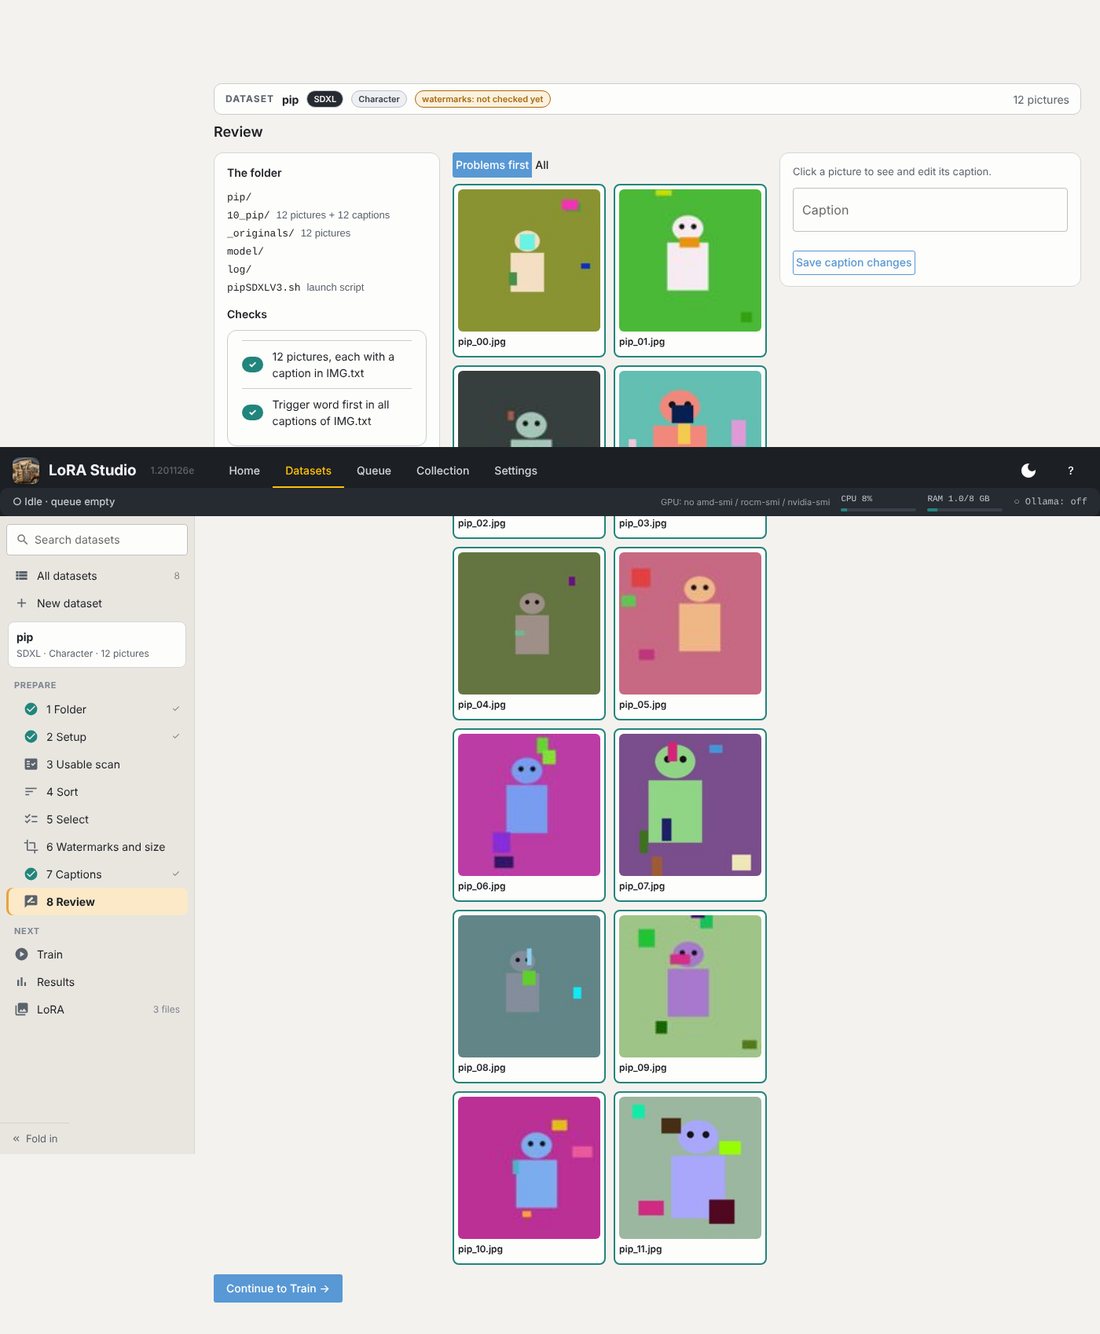 DATASET pip SDXL Character watermarks: not checked yet 12 pictures
Review
The folder
pip/
10_pip/ 12 pictures + 12 captions
_originals/ 12 pictures
model/
log/
pipSDXLV3.sh launch script
Checks
12 pictures, each with a
caption in IMG.txt
Trigger word first in all
captions of IMG.txt
Problems first All
pip_00.jpg
pip_01.jpg
Click a picture to see and edit its caption.
Caption
Save caption changes
LoRA Studio 1.201126e Home Datasets Queue Collection Settings ?
Idle · queue empty GPU: no amd-smi / rocm-smi / nvidia-smi CPU 8% RAM 1.0/8 GB Ollama: off
Search datasets
All datasets 8
New dataset
pip
SDXL · Character · 12 pictures
PREPARE
1 Folder
2 Setup
3 Usable scan
4 Sort
5 Select
6 Watermarks and size
7 Captions
8 Review
NEXT
Train
Results
LoRA 3 files
« Fold in
pip_02.jpg
pip_03.jpg
pip_04.jpg
pip_05.jpg
pip_06.jpg
pip_07.jpg
pip_08.jpg
pip_09.jpg
pip_10.jpg
pip_11.jpg
Continue to Train →